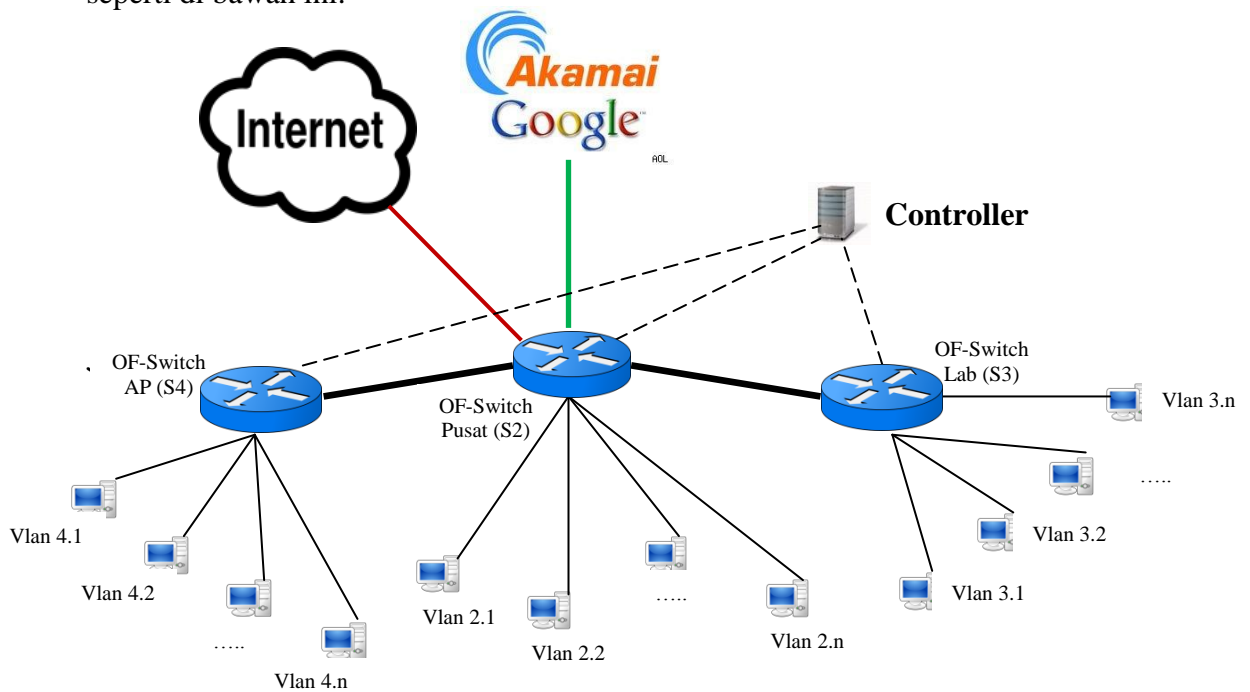 seperti di bawah ini:
Akamai
Google™
AOL
Internet
Controller
OF-Switch
AP (S4)
OF-Switch
Pusat (S2)
OF-Switch
Lab (S3)
Vlan 3.n
…..
Vlan 3.2
Vlan 3.1
Vlan 4.1
Vlan 4.2
…..
Vlan 4.n
Vlan 2.1
Vlan 2.2
…..
Vlan 2.n